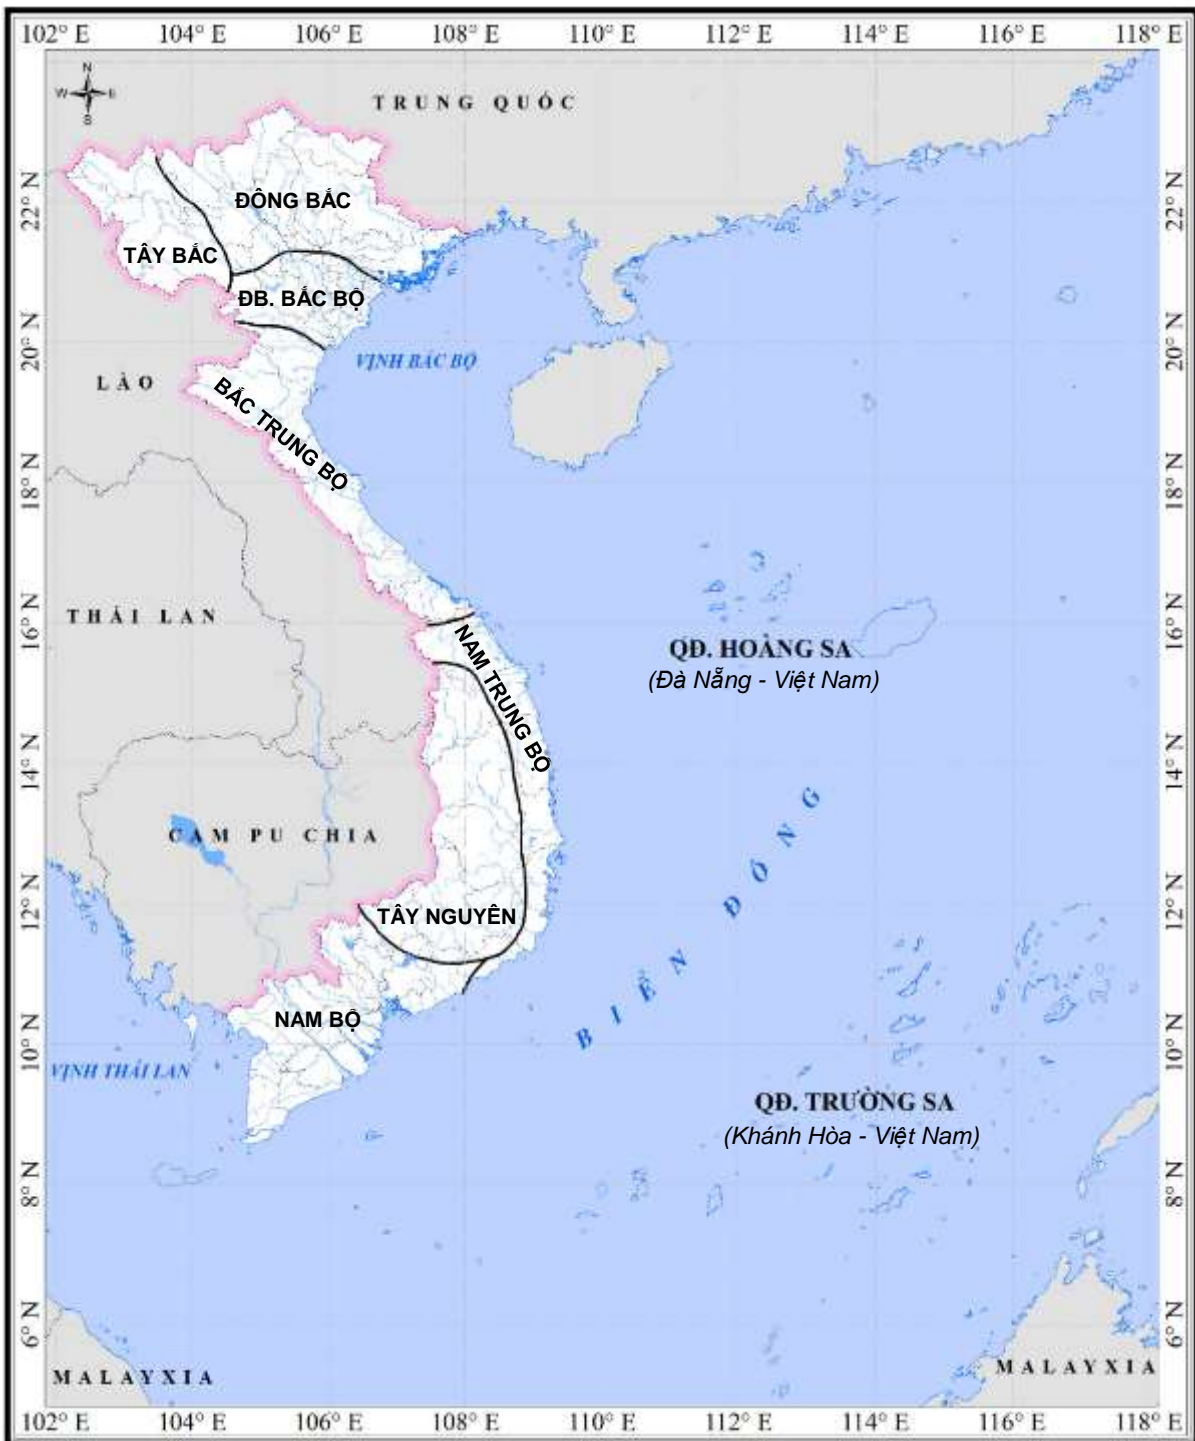 102° E 104° E 106° E 108° E 110° E 112° E 114° E 116° E 118° E
N
W E
S
TRUNG QUỐC
22° N 22° N
ĐÔNG BẮC
TÂY BẮC
ĐB. BẮC BỘ
20° N 20° N
VỊNH BẮC BỘ
LÀO
BẮC TRUNG BỘ
18° N 18° N
THÁI LAN
16° N 16° N
NAM TRUNG BỘ
QĐ. HOÀNG SA
(Đà Nẵng - Việt Nam)
14° N 14° N
CAM PU CHIA
BIỂN ĐÔNG
12° N 12° N
TÂY NGUYÊN
NAM BỘ
10° N 10° N
VỊNH THÁI LAN
QĐ. TRƯỜNG SA
(Khánh Hòa - Việt Nam)
8° N 8° N
6° N 6° N
MALAYXIA MALAYXIA
102° E 104° E 106° E 108° E 110° E 112° E 114° E 116° E 118° E